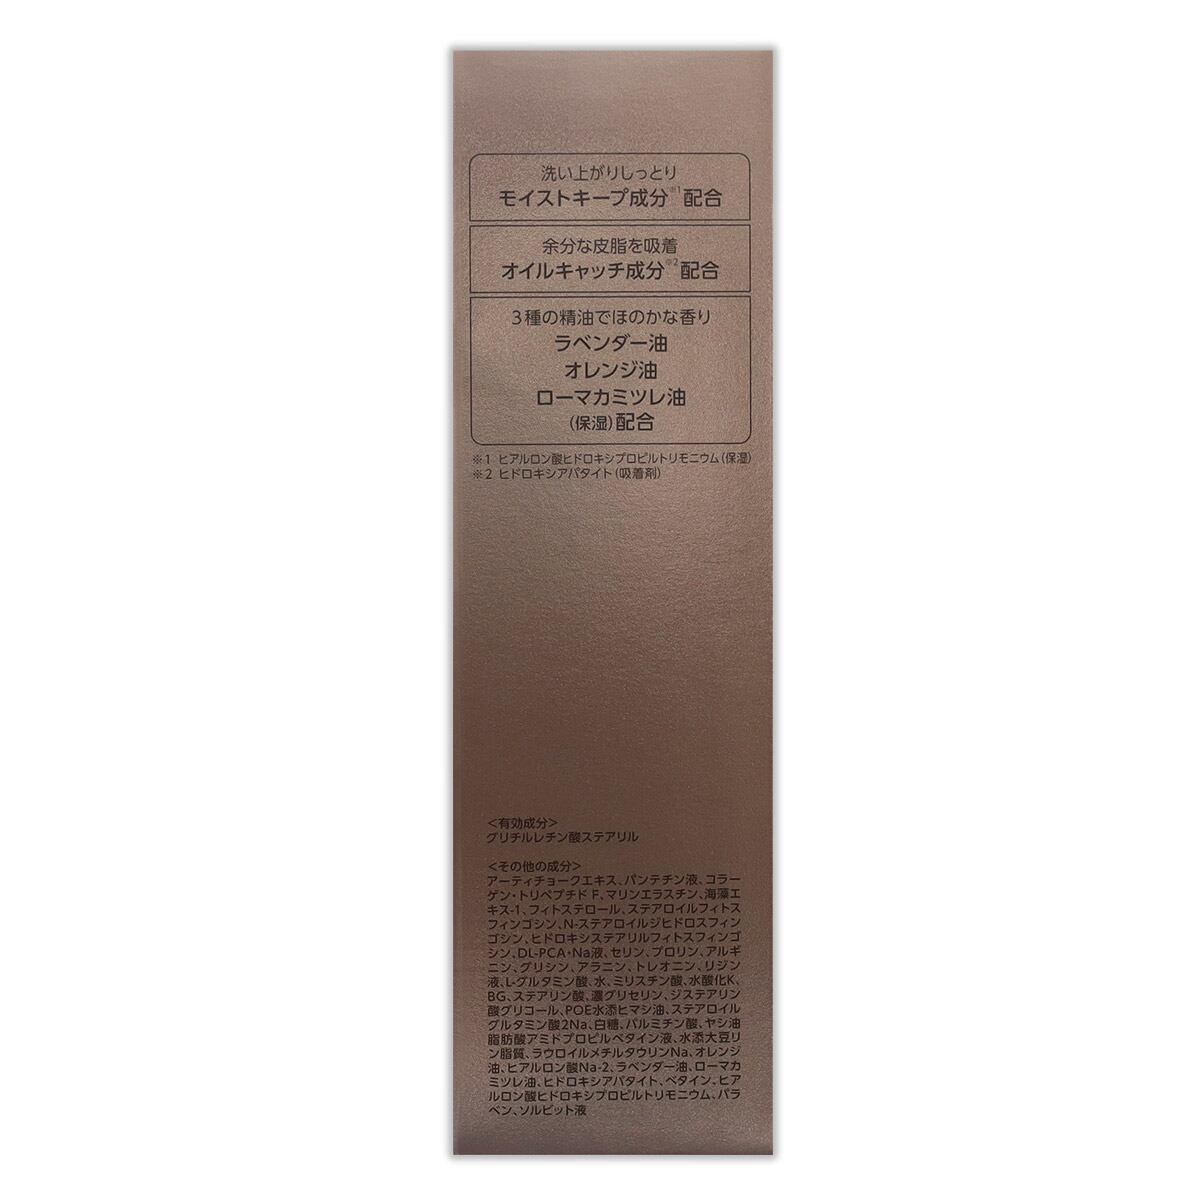 洗い上がりしっとり
モイストキープ成分※1配合
余分な皮脂を吸着
オイルキャッチ成分※2配合
3種の精油でほのかな香り
ラベンダー油
オレンジ油
ローマカミツレ油
(保湿)配合
※1 ヒアルロン酸ヒドロキシプロピルトリモニウム(保湿)
※2 ヒドロキシアパタイト(吸着剤)
<有効成分>
グリチルレチン酸ステアリル
<その他の成分>
アーティチョークエキス、パンテチン液、コラー
ゲン・トリペプチド F、マリンエラスチン、海藻エ
キス-1、フィトステロール、ステアロイルフィトス
フィンゴシン、N-ステアロイルジヒドロスフィン
ゴシン、ヒドロキシステアリルフィトスフィンゴ
シン、DL-PCA・Na液、セリン、プロリン、アルギ
ニン、グリシン、アラニン、トレオニン、リジン
液、L-グルタミン酸、水、ミリスチン酸、水酸化K、
BG、ステアリン酸、濃グリセリン、ジステアリン
酸グリコール、POE水添ヒマシ油、ステアロイル
グルタミン酸2Na、白糖、パルミチン酸、ヤシ油
脂肪酸アミドプロピルベタイン液、水添大豆リ
ン脂質、ラウロイルメチルタウリンNa、オレンジ
油、ヒアルロン酸Na-2、ラベンダー油、ローマカ
ミツレ油、ヒドロキシアパタイト、ベタイン、ヒア
ルロン酸ヒドロキシプロピルトリモニウム、パラ
ベン、ソルビット液